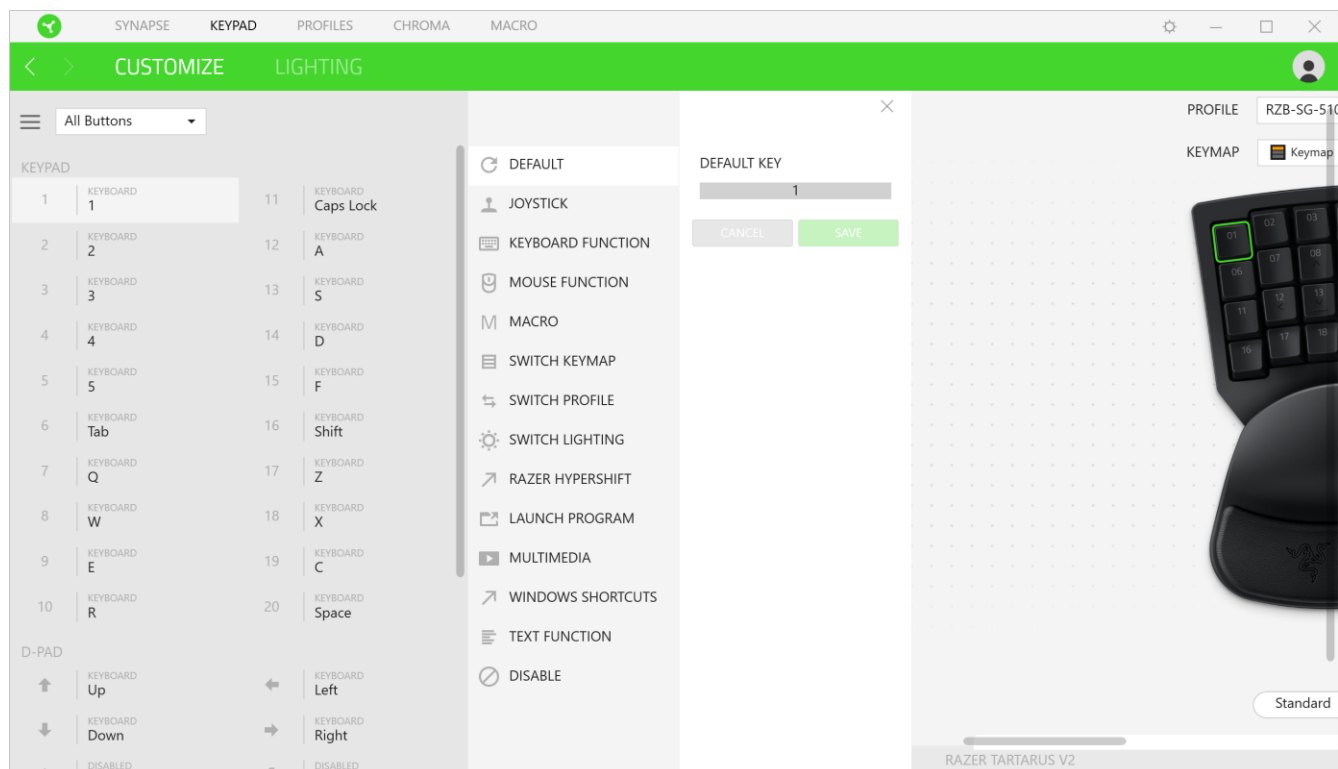 SYNAPSE KEYPAD PROFILES CHROMA MACRO
CUSTOMIZE LIGHTING
All Buttons
KEYPAD
1 KEYBOARD 1
2 KEYBOARD 2
3 KEYBOARD 3
4 KEYBOARD 4
5 KEYBOARD 5
6 KEYBOARD Tab
7 KEYBOARD Q
8 KEYBOARD W
9 KEYBOARD E
10 KEYBOARD R
11 KEYBOARD Caps Lock
12 KEYBOARD A
13 KEYBOARD S
14 KEYBOARD D
15 KEYBOARD F
16 KEYBOARD Shift
17 KEYBOARD Z
18 KEYBOARD X
19 KEYBOARD C
20 KEYBOARD Space
D-PAD
KEYBOARD Up
KEYBOARD Down
DISABLED
KEYBOARD Left
KEYBOARD Right
DISABLED
DEFAULT
JOYSTICK
KEYBOARD FUNCTION
MOUSE FUNCTION
MACRO
SWITCH KEYMAP
SWITCH PROFILE
SWITCH LIGHTING
RAZER HYPERSHIFT
LAUNCH PROGRAM
MULTIMEDIA
WINDOWS SHORTCUTS
TEXT FUNCTION
DISABLE
DEFAULT KEY
1
CANCEL SAVE
PROFILE RZB-SG-510
KEYMAP Keymap
01 02 03
06 07 08
11 12 13
16 17 18
Standard
RAZER TARTARUS V2